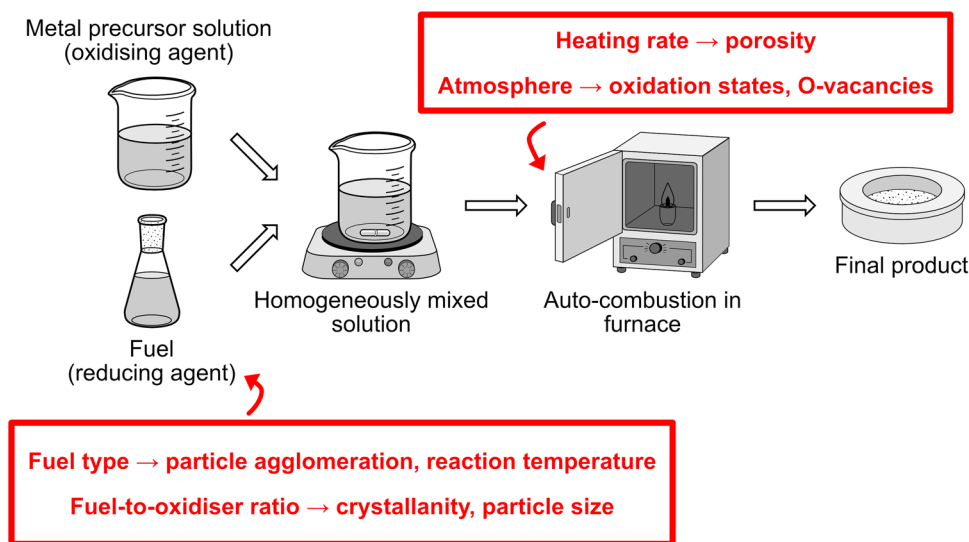 Metal precursor solution
(oxidising agent)
Heating rate → porosity
Atmosphere → oxidation states, O-vacancies
Fuel
(reducing agent)
Homogeneously mixed
solution
Auto-combustion in
furnace
Final product
Fuel type → particle agglomeration, reaction temperature
Fuel-to-oxidiser ratio → crystallanity, particle size